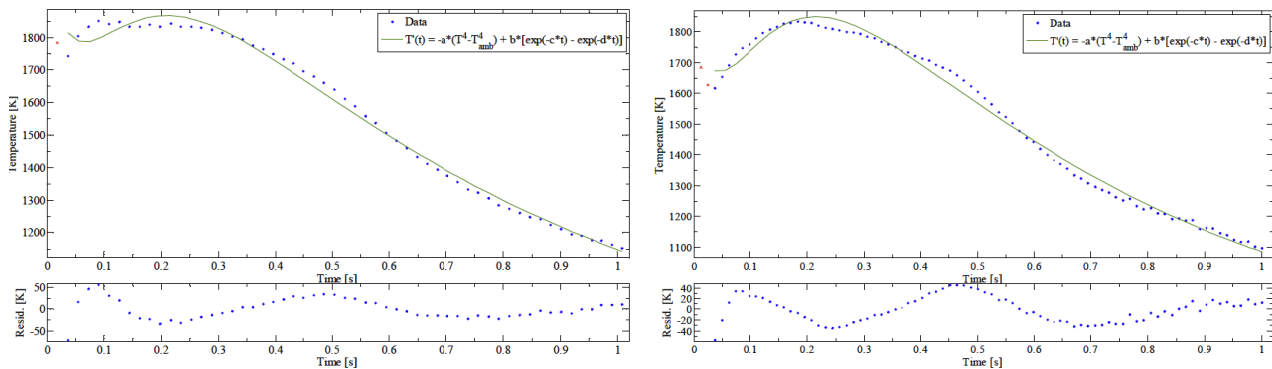 Data
T'(t) = -a*(T⁴-T⁴amb) + b*[exp(-c*t) - exp(-d*t)]
Temperature [K]
1800
1700
1600
1500
1400
1300
1200
0 0.1 0.2 0.3 0.4 0.5 0.6 0.7 0.8 0.9 1
Time [s]
Resid. [K]
50
0
-50
0 0.1 0.2 0.3 0.4 0.5 0.6 0.7 0.8 0.9 1
Time [s]
Data
T'(t) = -a*(T⁴-T⁴amb) + b*[exp(-c*t) - exp(-d*t)]
Temperature [K]
1800
1700
1600
1500
1400
1300
1200
1100
0 0.1 0.2 0.3 0.4 0.5 0.6 0.7 0.8 0.9 1
Time [s]
Resid. [K]
40
20
0
-20
-40
0 0.1 0.2 0.3 0.4 0.5 0.6 0.7 0.8 0.9 1
Time [s]